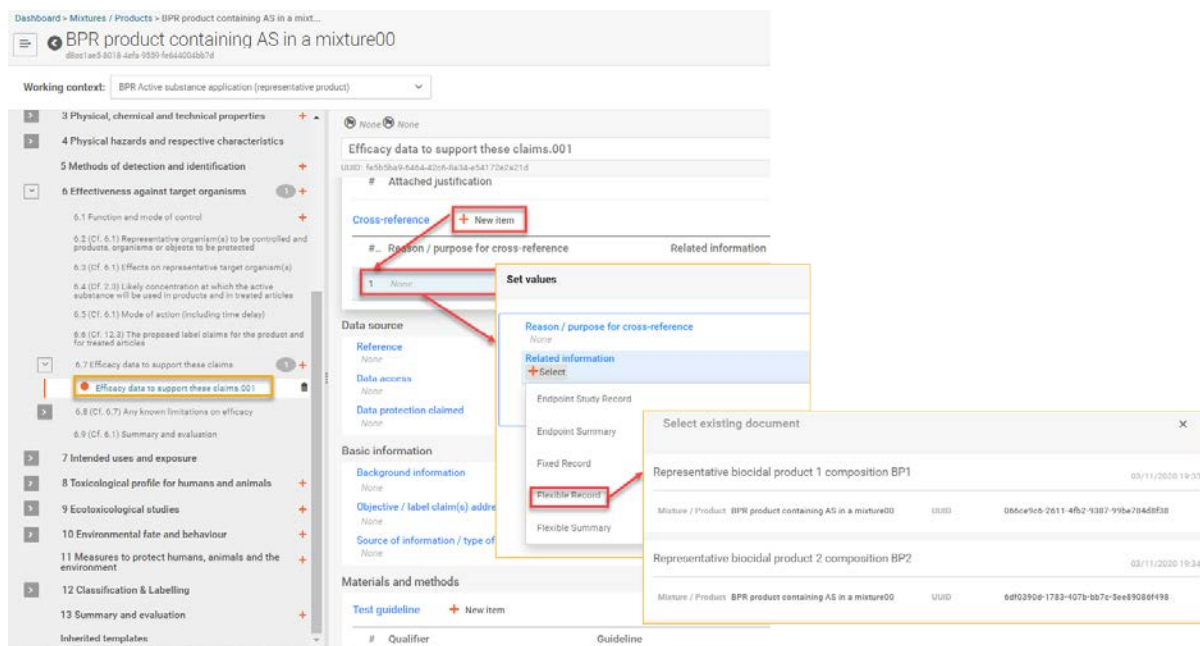 Dashboard > Mixtures / Products > BPR product containing AS in a mixt...
BPR product containing AS in a mixture00
Working context: BPR Active substance application (representative product)
3 Physical, chemical and technical properties
4 Physical hazards and respective characteristics
5 Methods of detection and identification
6 Effectiveness against target organisms 1
6.1 Function and mode of control
6.2 (Cf. 6.1) Representative organism(s) to be controlled and
products, organisms or objects to be protected
6.3 (Cf. 6.1) Effects on representative target organism(s)
6.4 (Cf. 2.3) Likely concentration at which the active
substance will be used in products and in treated articles
6.5 (Cf. 6.1) Mode of action (including time delay)
6.6 (Cf. 12.3) The proposed label claims for the product and
for treated articles
6.7 Efficacy data to support these claims 1
Efficacy data to support these claims.001
6.8 (Cf. 6.7) Any known limitations on efficacy
6.9 (Cf. 6.1) Summary and evaluation
7 Intended uses and exposure
8 Toxicological profile for humans and animals
9 Ecotoxicological studies
10 Environmental fate and behaviour
11 Measures to protect humans, animals and the
environment
12 Classification & Labelling
13 Summary and evaluation
Inherited templates
None None
Efficacy data to support these claims.001
# Attached justification
Cross-reference + New item
#... Reason / purpose for cross-reference Related information
1 None
Data source
Reference
None
Data access
None
Data protection claimed
None
Basic information
Background information
None
Objective / label claim(s) addre
None
Source of information / type of
None
Materials and methods
Test guideline + New item
# Qualifier Guideline
Set values
Reason / purpose for cross-reference
None
Related information
+ Select
Endpoint Study Record
Endpoint Summary
Fixed Record
Flexible Record
Flexible Summary
Select existing document ×
Representative biocidal product 1 composition BP1
03/11/2020 19:33
Mixture / Product BPR product containing AS in a mixture00 UUID 066ce9c6-2611-4fb2-9387-99be784d8f38
Representative biocidal product 2 composition BP2
03/11/2020 19:34
Mixture / Product BPR product containing AS in a mixture00 UUID 6df0390d-1783-407b-bb7c-5ee89086f498